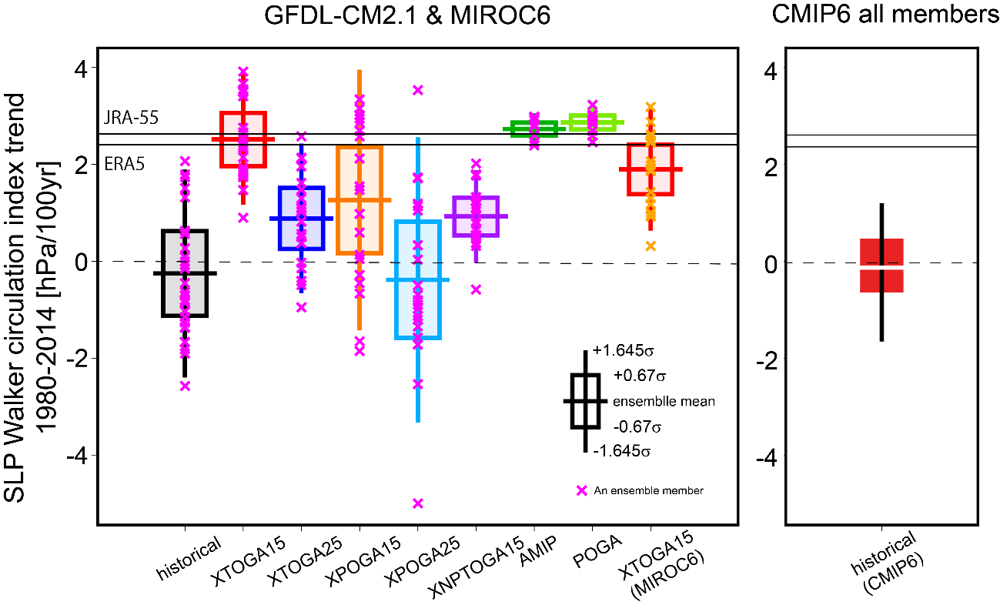 GFDL-CM2.1 & MIROC6
CMIP6 all members
SLP Walker circulation index trend
1980-2014 [hPa/100yr]
4
2
0
-2
-4
JRA-55
ERA5
+1.645σ
+0.67σ
ensemblle mean
-0.67σ
-1.645σ
An ensemble member
historical
XTOGA15
XTOGA25
XPOGA15
XPOGA25
XNPTOGA15
AMIP
POGA
XTOGA15
(MIROC6)
4
2
0
-2
-4
historical
(CMIP6)